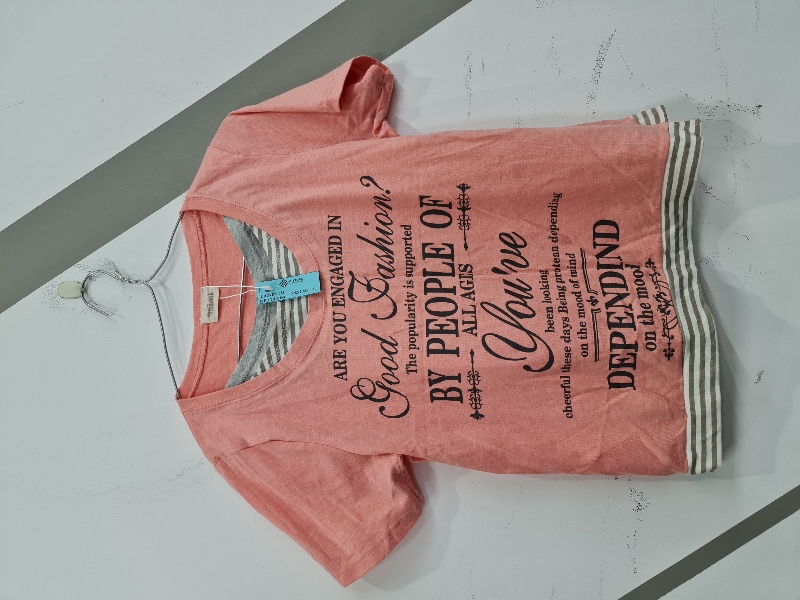 ARE YOU ENGAGED IN
Good Fashion?
The popularity is supported
BY PEOPLE OF
ALL AGES
You've
been looking
cheerful these days Being protean depending
on the mood of mind
DEPENDIND
on the mood